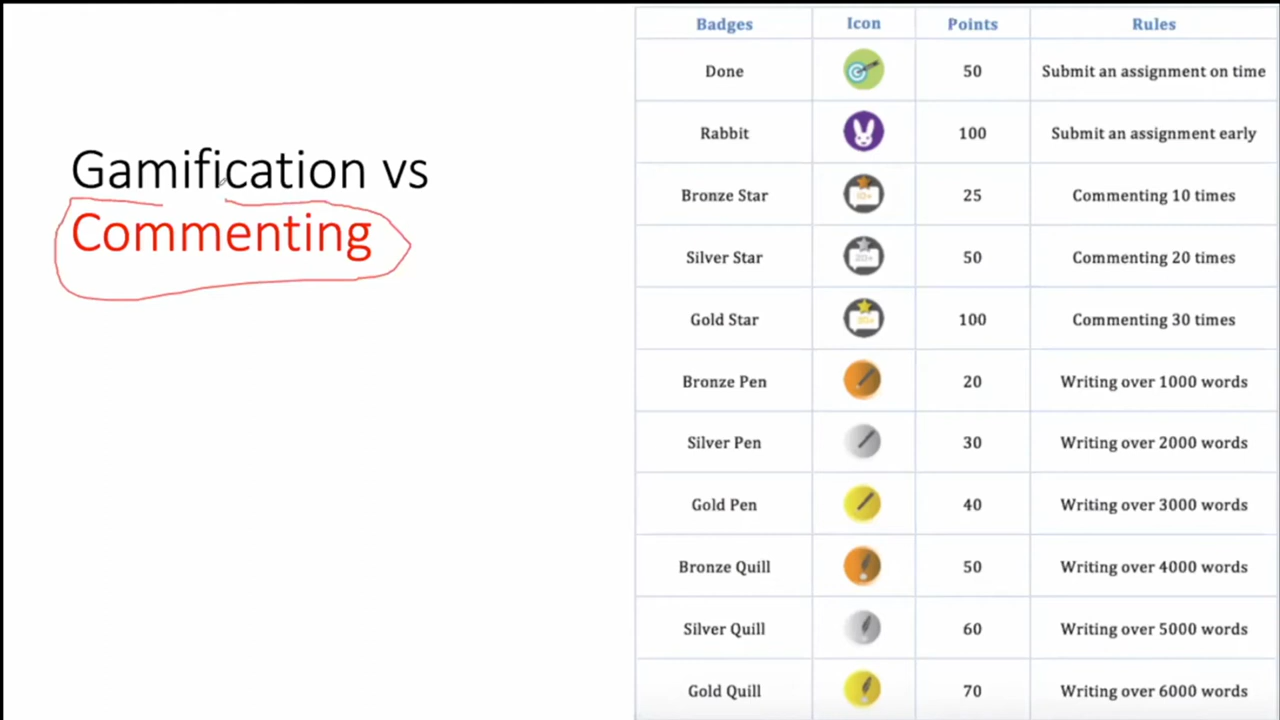 Gamification vs
Commenting
Badges Icon Points Rules
Done 50 Submit an assignment on time
Rabbit 100 Submit an assignment early
Bronze Star 10+ 25 Commenting 10 times
Silver Star 20+ 50 Commenting 20 times
Gold Star 100 Commenting 30 times
Bronze Pen 20 Writing over 1000 words
Silver Pen 30 Writing over 2000 words
Gold Pen 40 Writing over 3000 words
Bronze Quill 50 Writing over 4000 words
Silver Quill 60 Writing over 5000 words
Gold Quill 70 Writing over 6000 words